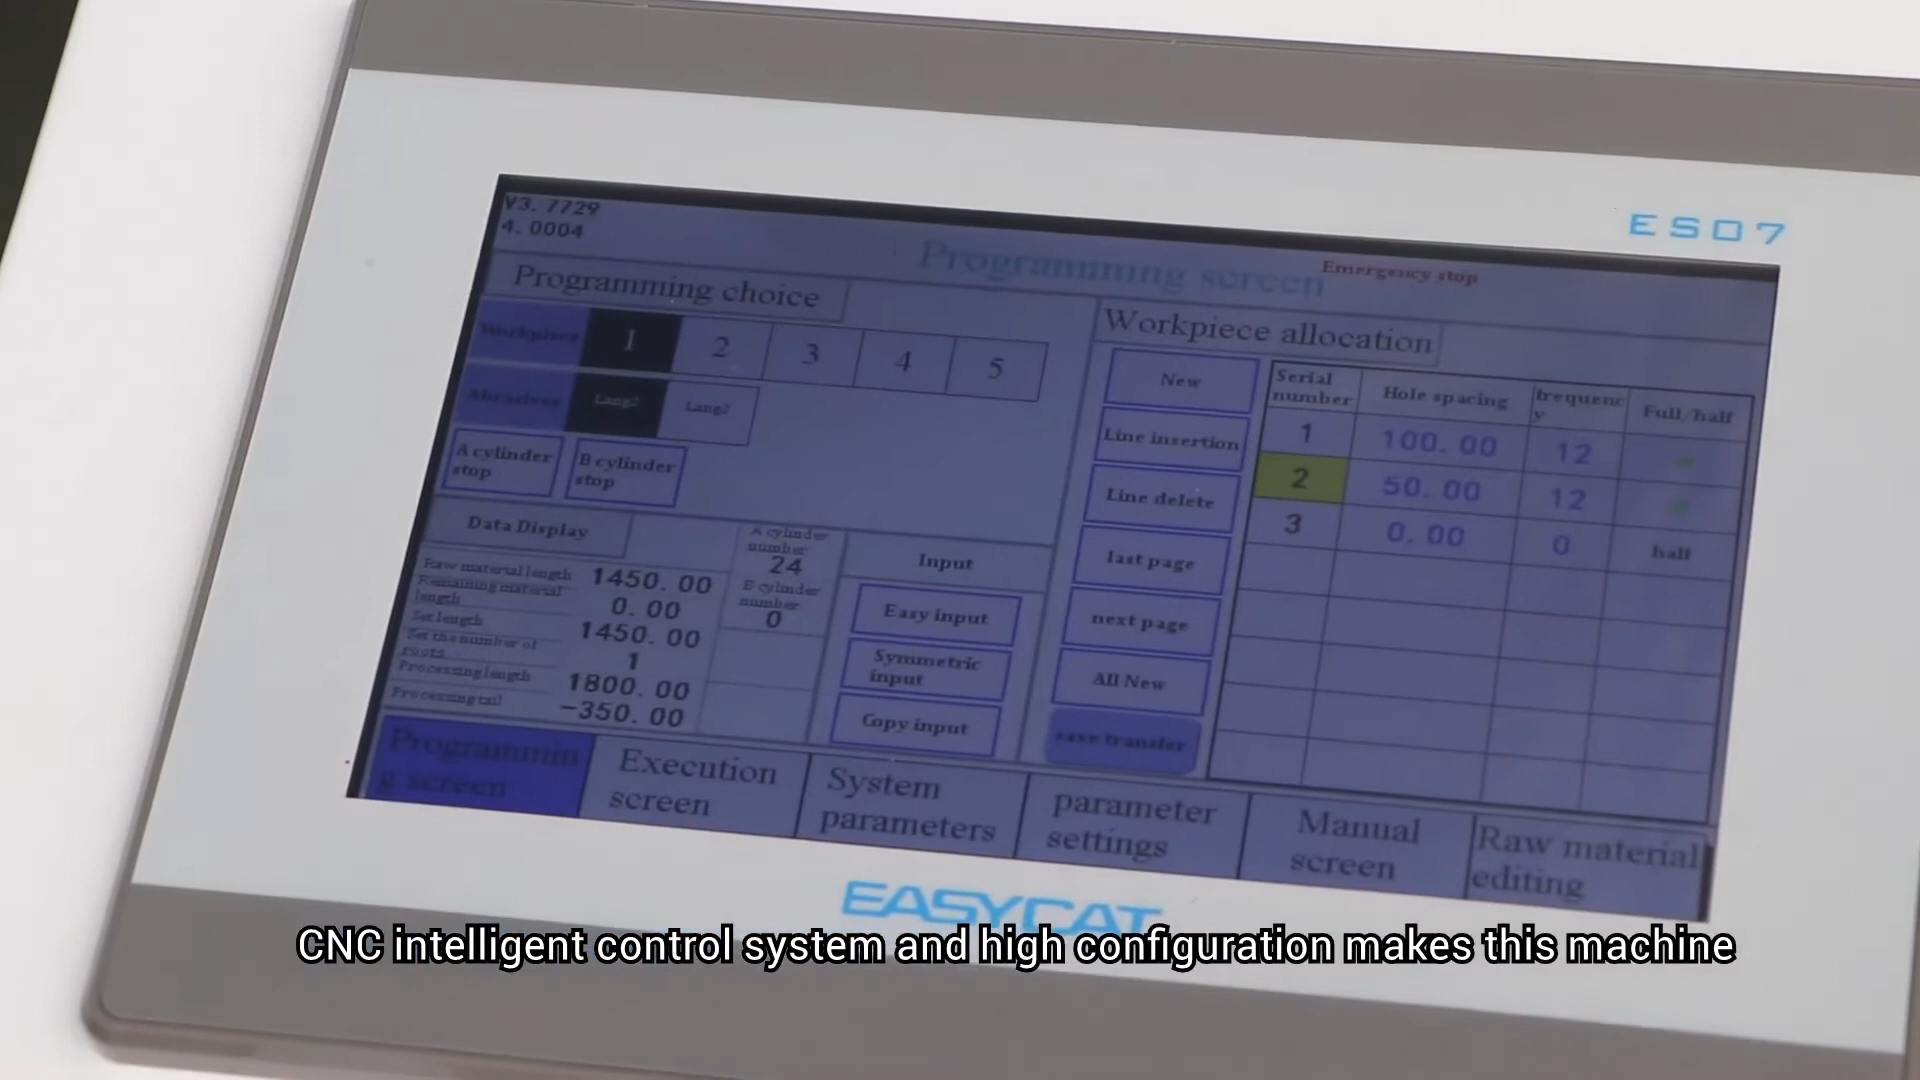 ES07
V3. 7729
4. 0004
Programming screen
Emergency stop
Programming choice
Workpiece
1
2
3
4
5
Abrasives
Lang2
Lang2
A cylinder
stop
B cylinder
stop
Data Display
Raw material length
1450. 00
Remaining material
length
0. 00
Set length
1450. 00
Set the number of
roots
1
Processing length
1800. 00
Processing tail
-350. 00
A cylinder
number
24
B cylinder
number
0
Input
Easy input
Symmetric
input
Copy input
Workpiece allocation
New
Line insertion
Line delete
last page
next page
All New
save transfer
Serial
number
Hole spacing
frequenc
y
Full/half
1
100. 00
12
2
50. 00
12
3
0. 00
0
half
Programmin
g screen
Execution
screen
System
parameters
parameter
settings
Manual
screen
Raw material
editing
EASYCAT
CNC intelligent control system and high configuration makes this machine